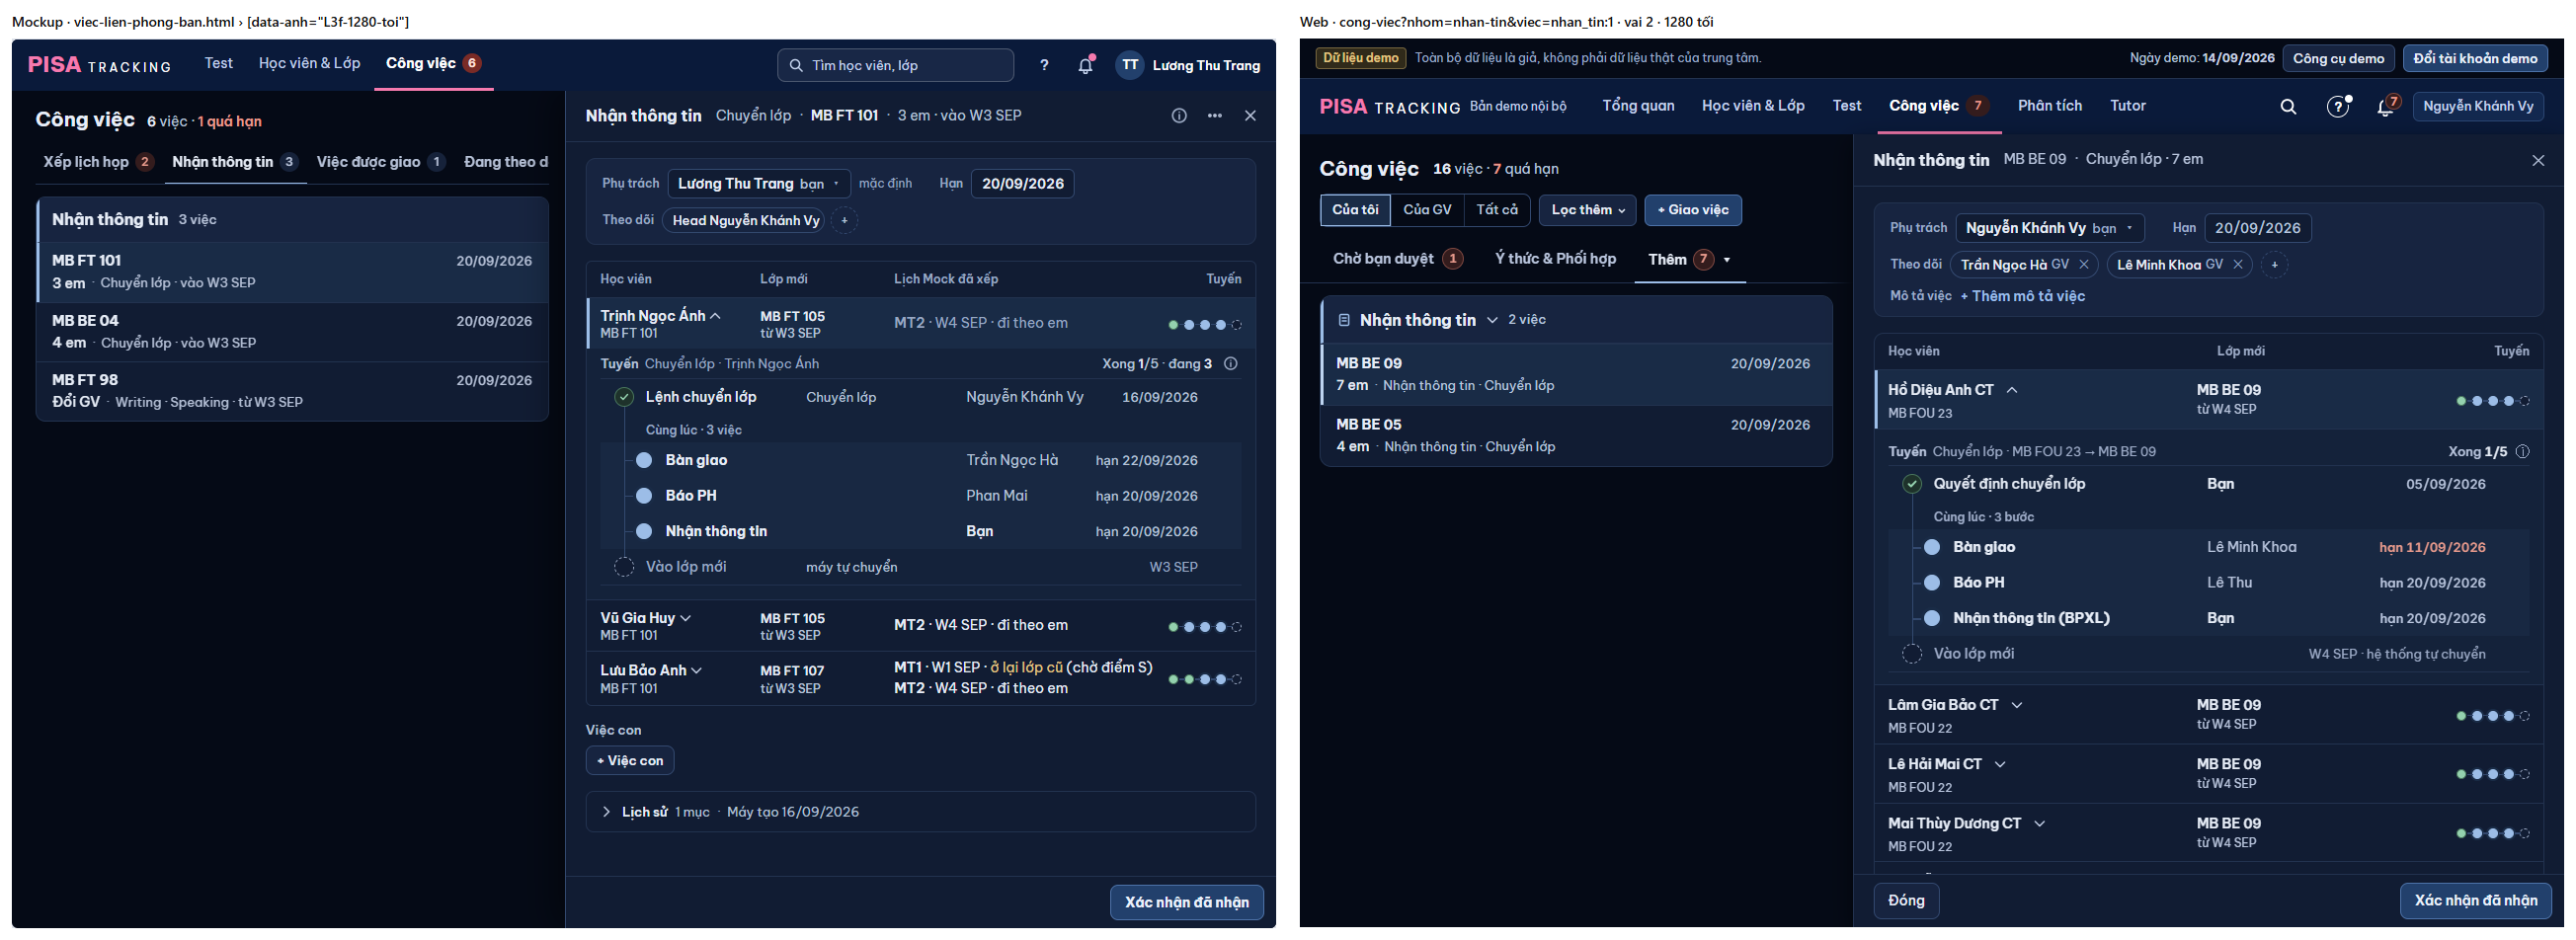 Mockup · viec-lien-phong-ban.html › [data-anh="L3f-1280-toi"]
PISA TRACKING
Test
Học viên & Lớp
Công việc 6
Tìm học viên, lớp
?
TT
Lương Thu Trang
Công việc 6 việc · 1 quá hạn
Xếp lịch họp 2
Nhận thông tin 3
Việc được giao 1
Đang theo d
Nhận thông tin 3 việc
MB FT 101 20/09/2026
3 em · Chuyển lớp · vào W3 SEP
MB BE 04 20/09/2026
4 em · Chuyển lớp · vào W3 SEP
MB FT 98 20/09/2026
Đổi GV · Writing · Speaking · từ W3 SEP
Nhận thông tin Chuyển lớp · MB FT 101 · 3 em · vào W3 SEP
Phụ trách Lương Thu Trang bạn mặc định Hạn 20/09/2026
Theo dõi Head Nguyễn Khánh Vy +
Học viên Lớp mới Lịch Mock đã xếp Tuyến
Trịnh Ngọc Ánh MB FT 105 MT2 · W4 SEP · đi theo em
MB FT 101 từ W3 SEP
Tuyến Chuyển lớp · Trịnh Ngọc Ánh Xong 1/5 · đang 3
Lệnh chuyển lớp Chuyển lớp Nguyễn Khánh Vy 16/09/2026
Cùng lúc · 3 việc
Bàn giao Trần Ngọc Hà hạn 22/09/2026
Báo PH Phan Mai hạn 20/09/2026
Nhận thông tin Bạn hạn 20/09/2026
Vào lớp mới máy tự chuyển W3 SEP
Vũ Gia Huy MB FT 105 MT2 · W4 SEP · đi theo em
MB FT 101 từ W3 SEP
Lưu Bảo Anh MB FT 107 MT1 · W1 SEP · ở lại lớp cũ (chờ điểm S)
MB FT 101 từ W3 SEP MT2 · W4 SEP · đi theo em
Việc con
+ Việc con
Lịch sử 1 mục · Máy tạo 16/09/2026
Xác nhận đã nhận
Web · cong-viec?nhom=nhan-tin&viec=nhan_tin:1 · vai 2 · 1280 tối
Dữ liệu demo Toàn bộ dữ liệu là giả, không phải dữ liệu thật của trung tâm.
Ngày demo: 14/09/2026 Công cụ demo Đổi tài khoản demo
PISA TRACKING Bản demo nội bộ
Tổng quan
Học viên & Lớp
Test
Công việc 7
Phân tích
Tutor
?
7
Nguyễn Khánh Vy
Công việc 16 việc · 7 quá hạn
Của tôi Của GV Tất cả Lọc thêm + Giao việc
Chờ bạn duyệt 1 Ý thức & Phối hợp Thêm 7
Nhận thông tin 2 việc
MB BE 09 20/09/2026
7 em · Nhận thông tin · Chuyển lớp
MB BE 05 20/09/2026
4 em · Nhận thông tin · Chuyển lớp
Nhận thông tin MB BE 09 · Chuyển lớp · 7 em
Phụ trách Nguyễn Khánh Vy bạn Hạn 20/09/2026
Theo dõi Trần Ngọc Hà GV Lê Minh Khoa GV +
Mô tả việc + Thêm mô tả việc
Học viên Lớp mới Tuyến
Hồ Diệu Anh CT MB BE 09
MB FOU 23 từ W4 SEP
Tuyến Chuyển lớp · MB FOU 23 → MB BE 09 Xong 1/5
Quyết định chuyển lớp Bạn 05/09/2026
Cùng lúc · 3 bước
Bàn giao Lê Minh Khoa hạn 11/09/2026
Báo PH Lê Thu hạn 20/09/2026
Nhận thông tin (BPXL) Bạn hạn 20/09/2026
Vào lớp mới W4 SEP · hệ thống tự chuyển
Lâm Gia Bảo CT MB BE 09
MB FOU 22 từ W4 SEP
Lê Hải Mai CT MB BE 09
MB FOU 22 từ W4 SEP
Mai Thùy Dương CT MB BE 09
MB FOU 22 từ W4 SEP
Đóng
Xác nhận đã nhận